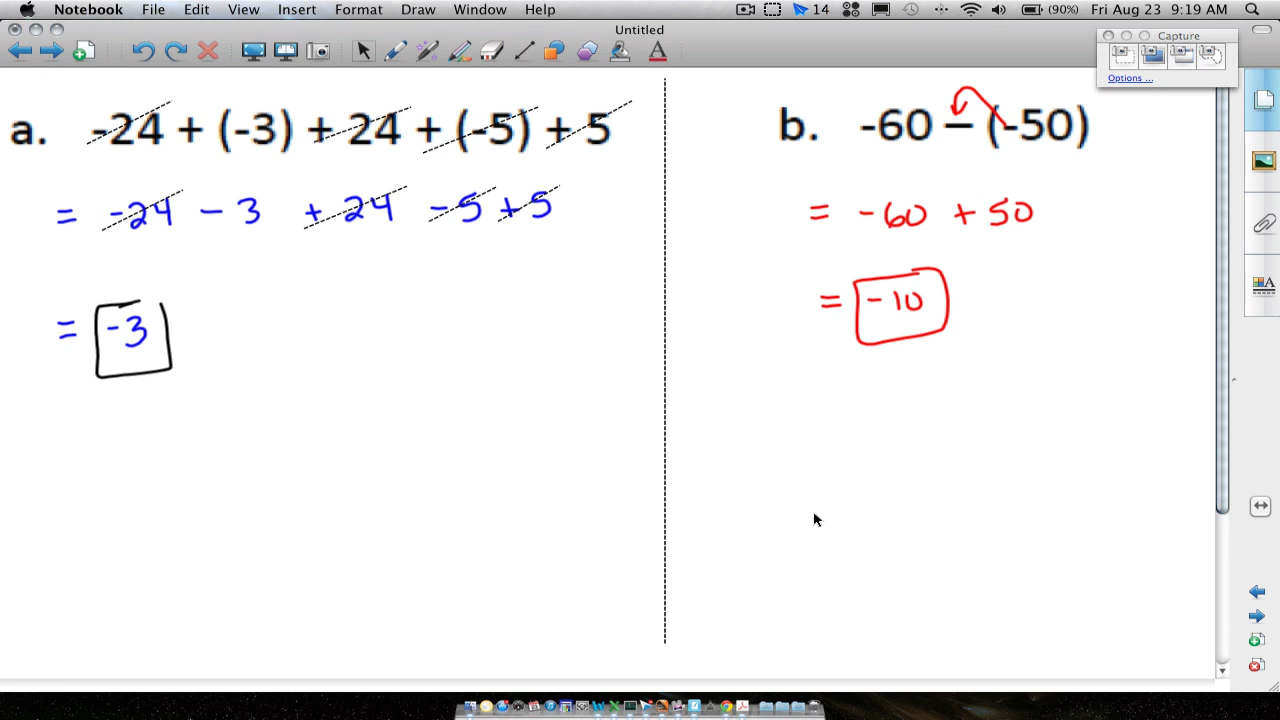 Notebook File Edit View Insert Format Draw Window Help 14 (90%) Fri Aug 23 9:19 AM
Untitled
Capture
Options ...
a. -24 + (-3) + 24 + (-5) + 5
= -24 - 3 + 24 - 5 + 5
= -3
b. -60 – (-50)
= -60 + 50
= -10